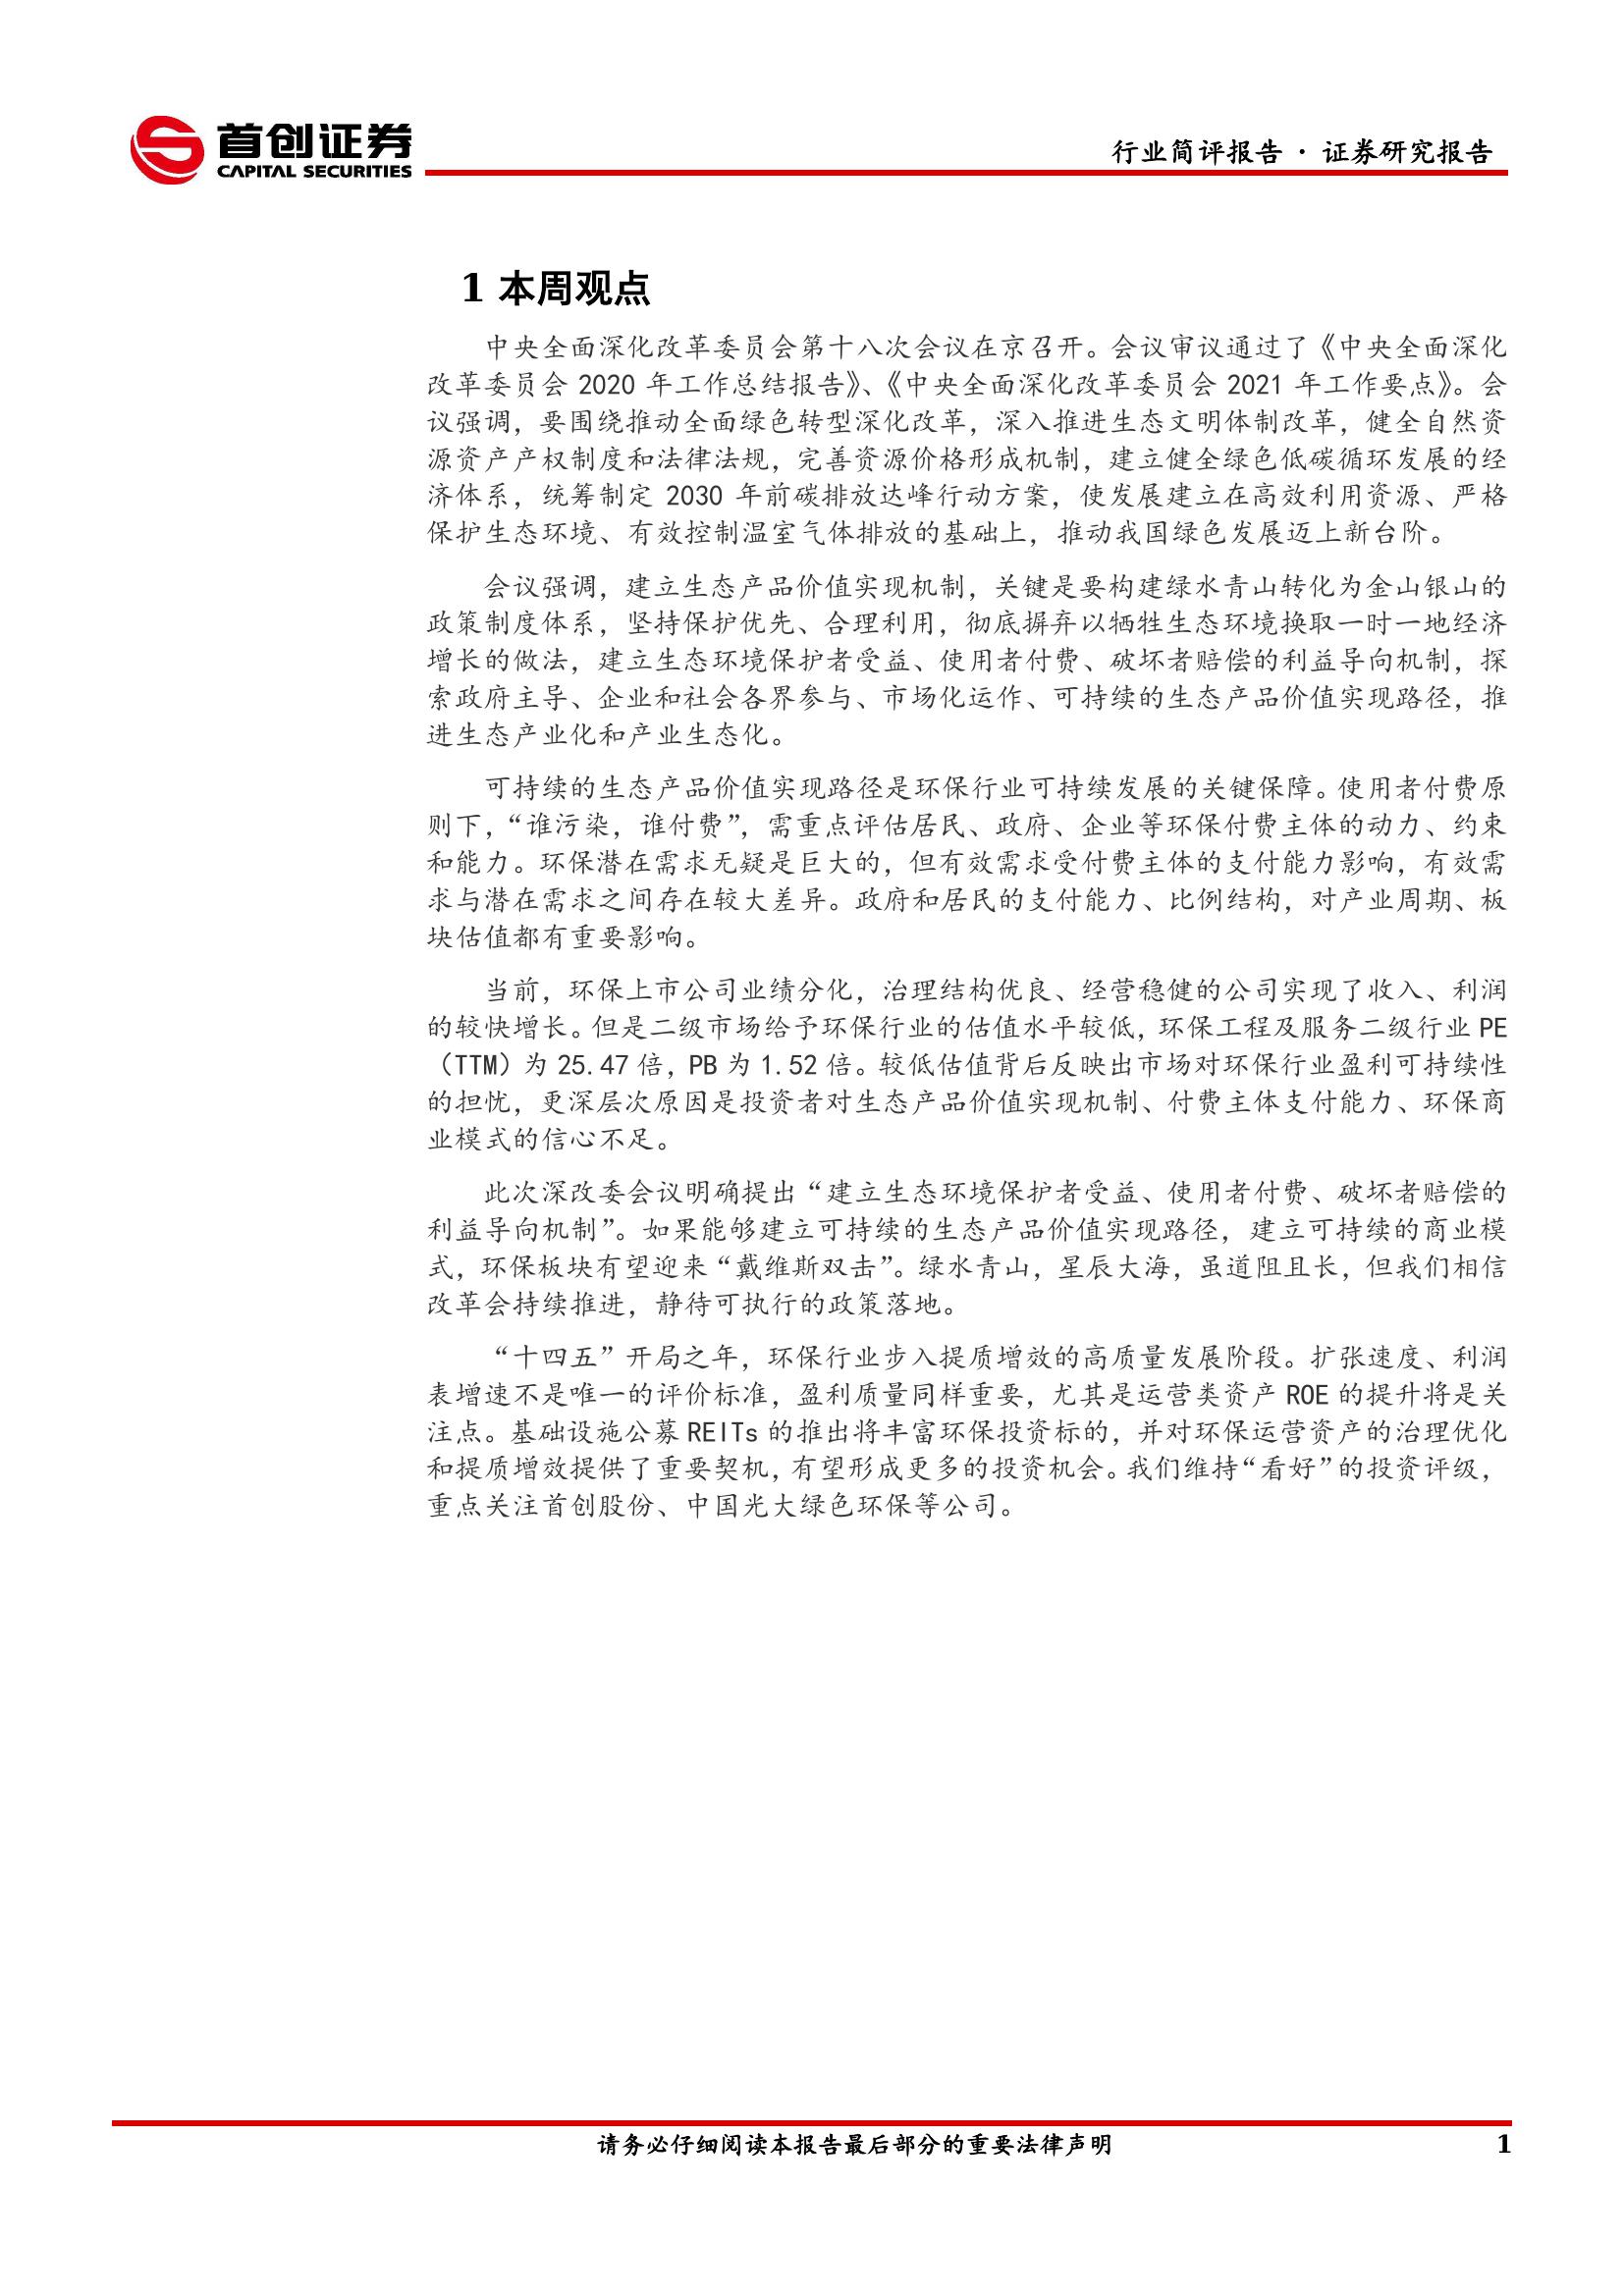 首创证券
CAPITAL SECURITIES
行业简评报告 · 证券研究报告
1 本周观点
中央全面深化改革委员会第十八次会议在京召开。会议审议通过了《中央全面深化
改革委员会 2020 年工作总结报告》、《中央全面深化改革委员会 2021 年工作要点》。会
议强调，要围绕推动全面绿色转型深化改革，深入推进生态文明体制改革，健全自然资
源资产产权制度和法律法规，完善资源价格形成机制，建立健全绿色低碳循环发展的经
济体系，统筹制定 2030 年前碳排放达峰行动方案，使发展建立在高效利用资源、严格
保护生态环境、有效控制温室气体排放的基础上，推动我国绿色发展迈上新台阶。
会议强调，建立生态产品价值实现机制，关键是要构建绿水青山转化为金山银山的
政策制度体系，坚持保护优先、合理利用，彻底摒弃以牺牲生态环境换取一时一地经济
增长的做法，建立生态环境保护者受益、使用者付费、破坏者赔偿的利益导向机制，探
索政府主导、企业和社会各界参与、市场化运作、可持续的生态产品价值实现路径，推
进生态产业化和产业生态化。
可持续的生态产品价值实现路径是环保行业可持续发展的关键保障。使用者付费原
则下，“谁污染，谁付费”，需重点评估居民、政府、企业等环保付费主体的动力、约束
和能力。环保潜在需求无疑是巨大的，但有效需求受付费主体的支付能力影响，有效需
求与潜在需求之间存在较大差异。政府和居民的支付能力、比例结构，对产业周期、板
块估值都有重要影响。
当前，环保上市公司业绩分化，治理结构优良、经营稳健的公司实现了收入、利润
的较快增长。但是二级市场给予环保行业的估值水平较低，环保工程及服务二级行业 PE
（TTM）为 25.47 倍，PB 为 1.52 倍。较低估值背后反映出市场对环保行业盈利可持续性
的担忧，更深层次原因是投资者对生态产品价值实现机制、付费主体支付能力、环保商
业模式的信心不足。
此次深改委会议明确提出“建立生态环境保护者受益、使用者付费、破坏者赔偿的
利益导向机制”。如果能够建立可持续的生态产品价值实现路径，建立可持续的商业模
式，环保板块有望迎来“戴维斯双击”。绿水青山，星辰大海，虽道阻且长，但我们相信
改革会持续推进，静待可执行的政策落地。
“十四五”开局之年，环保行业步入提质增效的高质量发展阶段。扩张速度、利润
表增速不是唯一的评价标准，盈利质量同样重要，尤其是运营类资产 ROE 的提升将是关
注点。基础设施公募 REITs 的推出将丰富环保投资标的，并对环保运营资产的治理优化
和提质增效提供了重要契机，有望形成更多的投资机会。我们维持“看好”的投资评级，
重点关注首创股份、中国光大绿色环保等公司。
请务必仔细阅读本报告最后部分的重要法律声明
1